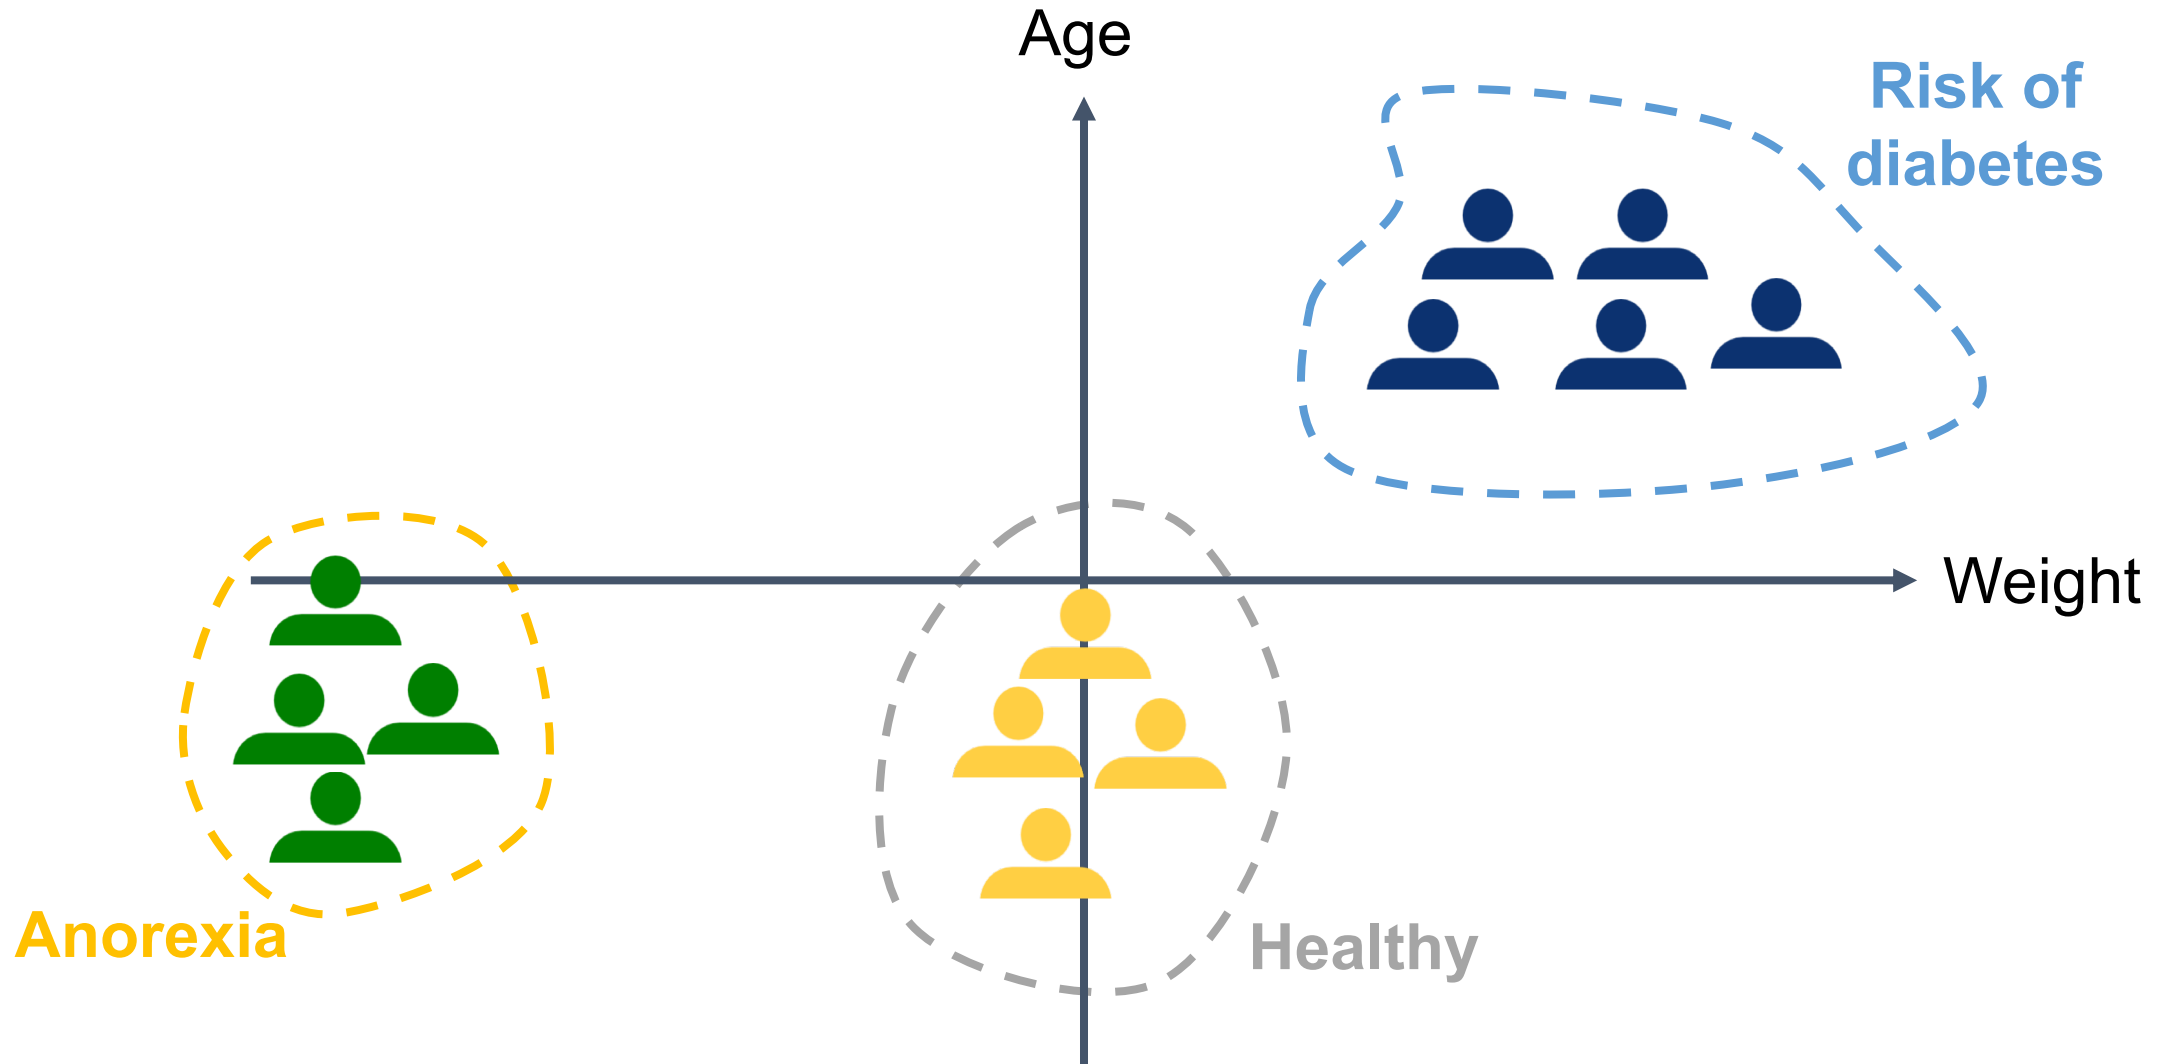 Age
Risk of
diabetes
Weight
Anorexia
Healthy